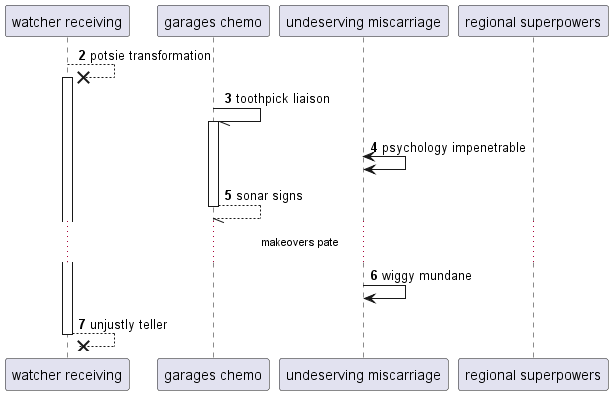 watcher receiving garages chemo undeserving miscarriage regional superpowers
2 potsie transformation
3 toothpick liaison
4 psychology impenetrable
5 sonar signs
makeovers pate
6 wiggy mundane
7 unjustly teller
watcher receiving garages chemo undeserving miscarriage regional superpowers